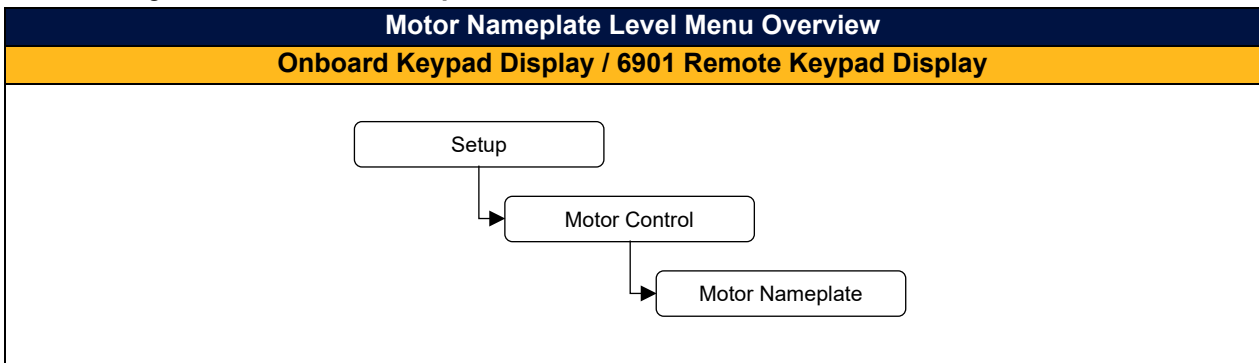 Motor Nameplate Level Menu Overview
Onboard Keypad Display / 6901 Remote Keypad Display
Setup
Motor Control
Motor Nameplate